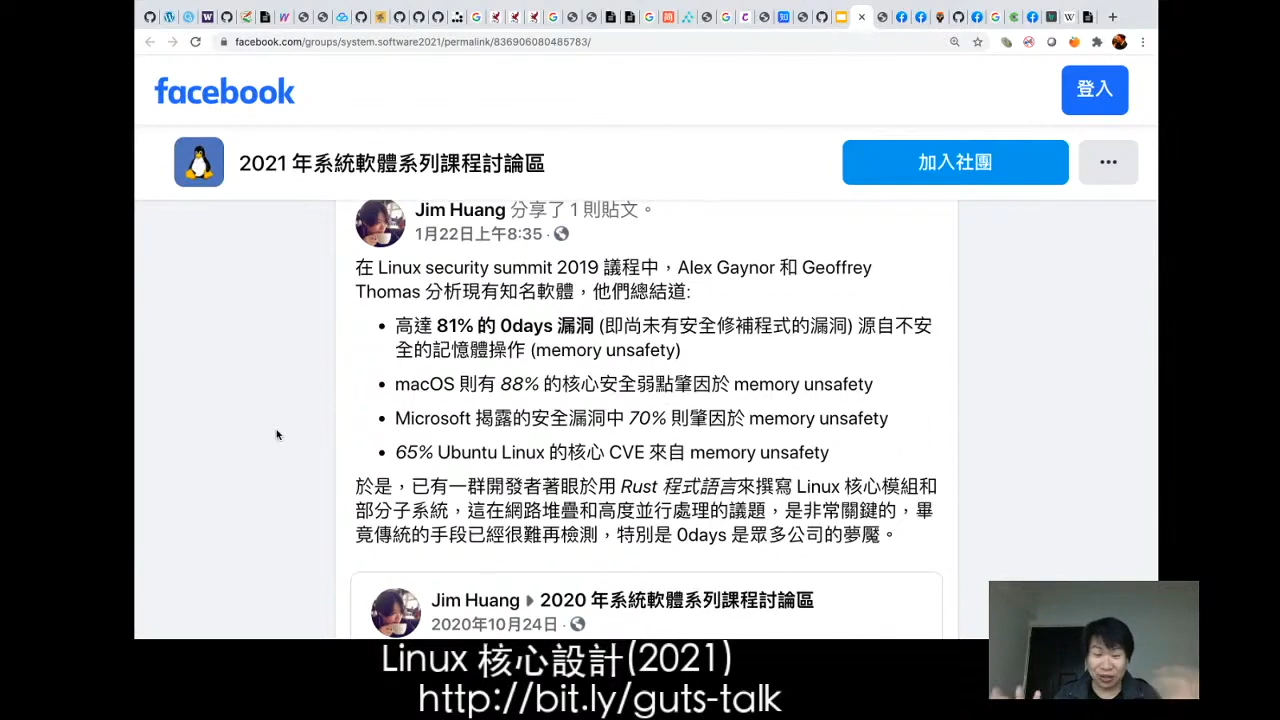 facebook.com/groups/system.software2021/permalink/836906080485783/
facebook
登入
2021 年系統軟體系列課程討論區
加入社團
Jim Huang 分享了 1 則貼文。
1月22日上午8:35 ·
在 Linux security summit 2019 議程中，Alex Gaynor 和 Geoffrey
Thomas 分析現有知名軟體，他們總結道:
• 高達 81% 的 0days 漏洞 (即尚未有安全修補程式的漏洞) 源自不安
全的記憶體操作 (memory unsafety)
• macOS 則有 88% 的核心安全弱點肇因於 memory unsafety
• Microsoft 揭露的安全漏洞中 70% 則肇因於 memory unsafety
• 65% Ubuntu Linux 的核心 CVE 來自 memory unsafety
於是，已有一群開發者著眼於用 Rust 程式語言來撰寫 Linux 核心模組和
部分子系統，這在網路堆疊和高度並行處理的議題，是非常關鍵的，畢
竟傳統的手段已經很難再檢測，特別是 0days 是眾多公司的夢魘。
Jim Huang ▸ 2020 年系統軟體系列課程討論區
2020年10月24日 ·
Linux 核心設計(2021)
http://bit.ly/guts-talk